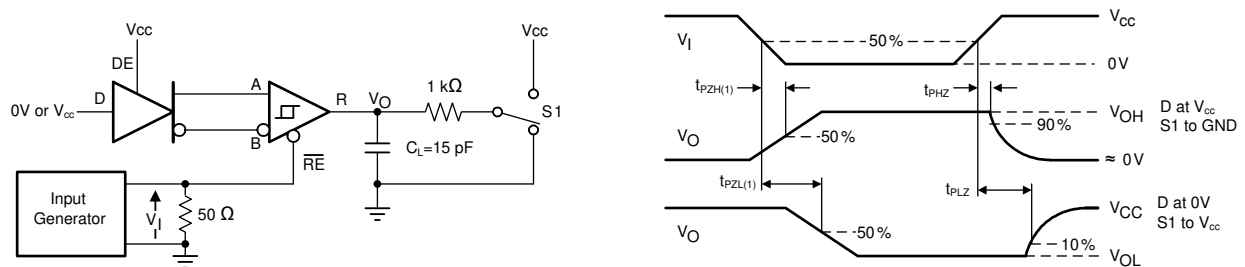 Vcc
DE
D
0V or Vcc
A
B
R
VO
1 kΩ
Vcc
S1
CL=15 pF
RE
Input
Generator
VI
50 Ω
VI
50%
Vcc
0V
tPZH(1)
tPHZ
VO
50%
VOH
90%
≈ 0V
D at Vcc
S1 to GND
tPZL(1)
tPLZ
VO
50%
VCC
10%
VOL
D at 0V
S1 to Vcc